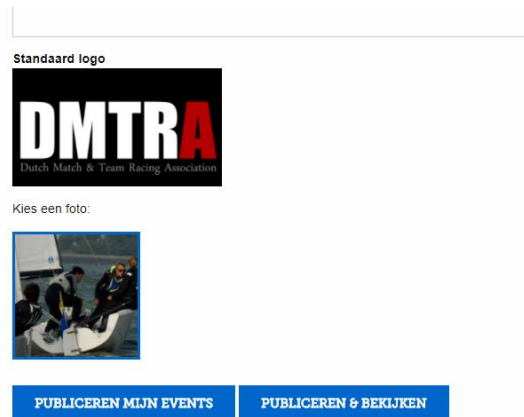 Standaard logo
DMTRA
Dutch Match & Team Racing Association
Kies een foto:
PUBLICEREN MIJN EVENTS
PUBLICEREN & BEKIJKEN